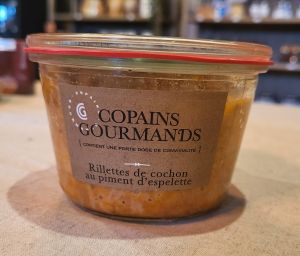 COPAINS
GOURMANDS
[ CONTIENT UNE FORTE DOSE DE CONVIVIALITÉ ]
Rillettes de cochon
au piment d'espelette